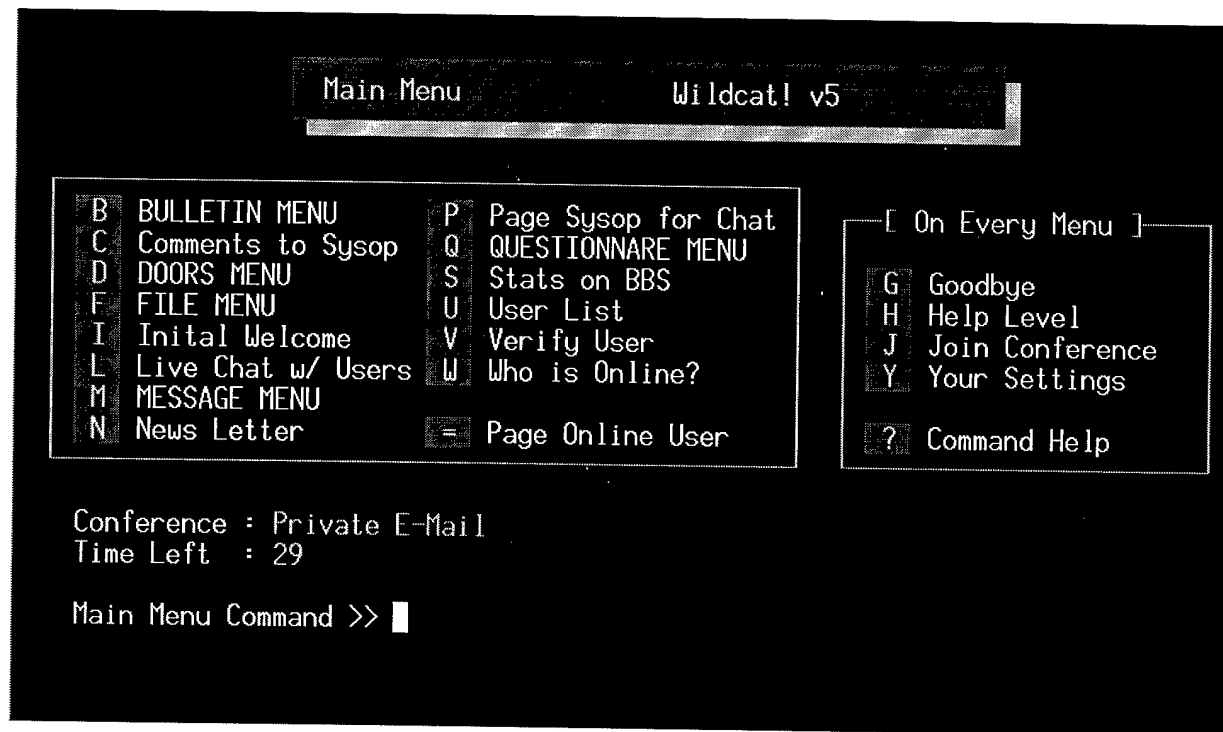 Main Menu Wildcat! v5
B BULLETIN MENU P Page Sysop for Chat
C Comments to Sysop Q QUESTIONNARE MENU
D DOORS MENU S Stats on BBS
F FILE MENU U User List
I Inital Welcome V Verify User
L Live Chat w/ Users W Who is Online?
M MESSAGE MENU
N News Letter = Page Online User
[ On Every Menu ]
G Goodbye
H Help Level
J Join Conference
Y Your Settings
? Command Help
Conference : Private E-Mail
Time Left : 29
Main Menu Command >>